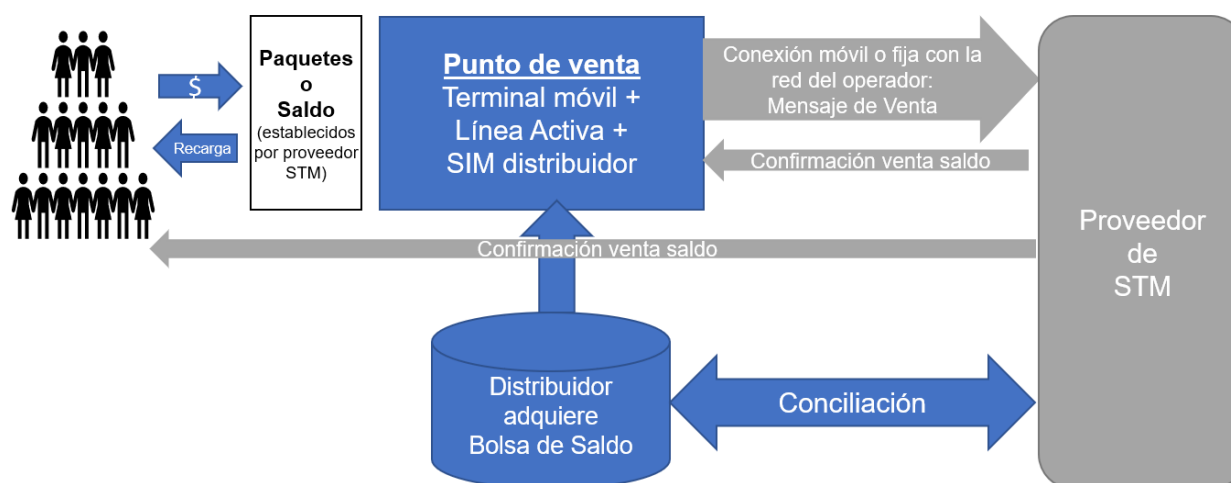 $
Recarga
Paquetes
o
Saldo
(establecidos
por proveedor
STM)
Punto de venta
Terminal móvil +
Línea Activa +
SIM distribuidor
Conexión móvil o fija con la
red del operador:
Mensaje de Venta
Confirmación venta saldo
Confirmación venta saldo
Proveedor
de
STM
Distribuidor
adquiere
Bolsa de Saldo
Conciliación